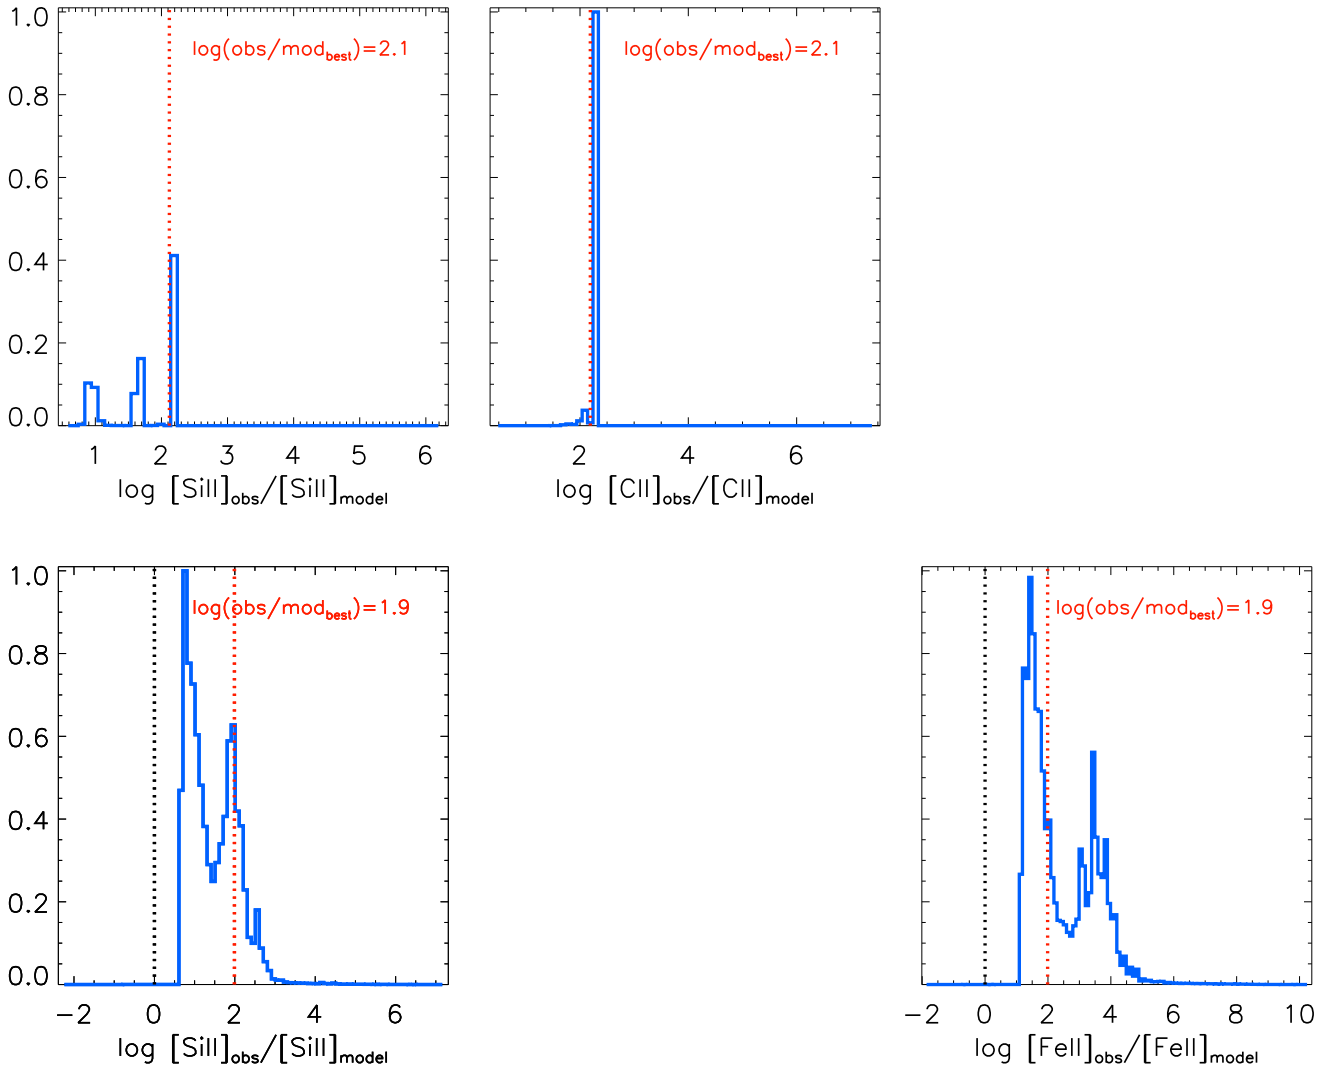 1.0
0.8
0.6
0.4
0.2
0.0
log(obs/mod_best)=2.1
1 2 3 4 5 6
log [SiII]_obs/[SiII]_model
log(obs/mod_best)=2.1
2 4 6
log [CII]_obs/[CII]_model
1.0
0.8
0.6
0.4
0.2
0.0
log(obs/mod_best)=1.9
−2 0 2 4 6
log [SiII]_obs/[SiII]_model
log(obs/mod_best)=1.9
−2 0 2 4 6 8 10
log [FeII]_obs/[FeII]_model